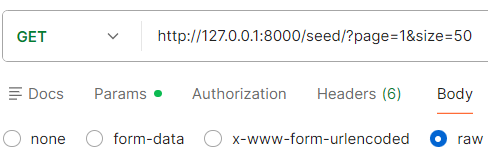 GET http://127.0.0.1:8000/seed/?page=1&size=50
Docs Params Authorization Headers (6) Body
none form-data x-www-form-urlencoded raw